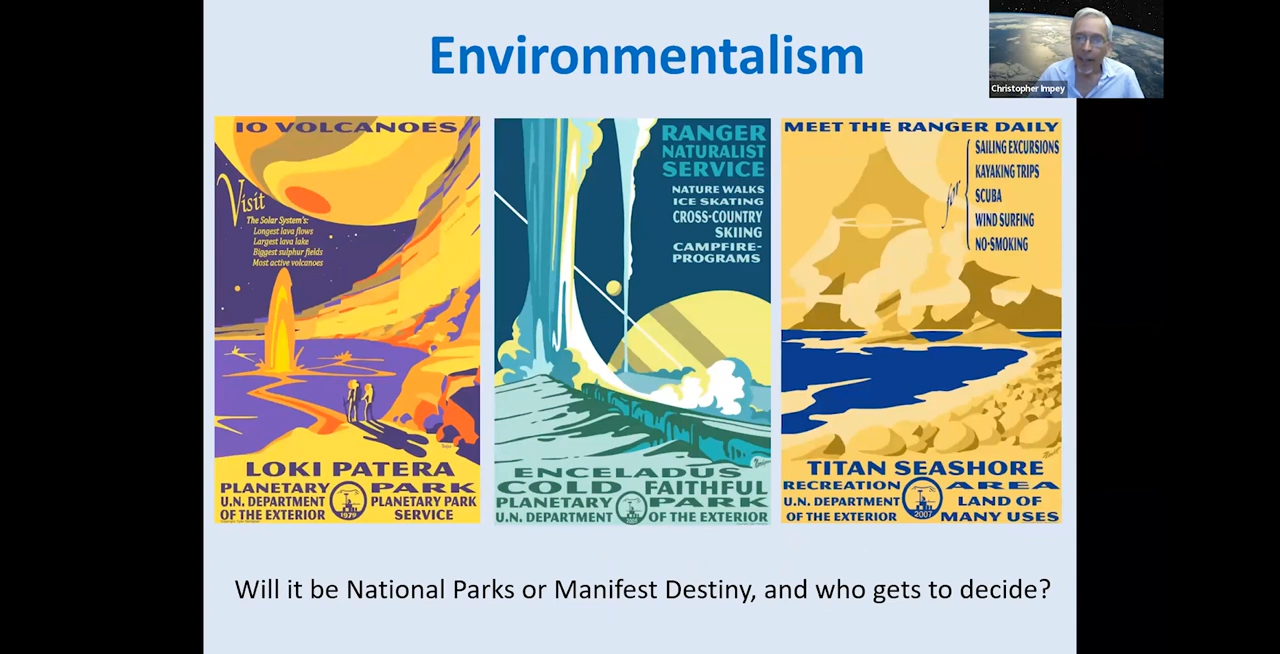 Environmentalism
Christopher Impey
IO VOLCANOES
Visit
The Solar System's:
Longest lava flows
Largest lava lake
Biggest sulphur fields
Most active volcanoes
LOKI PATERA
PLANETARY PARK
U.N. DEPARTMENT
OF THE EXTERIOR
1979
PLANETARY PARK
SERVICE
RANGER
NATURALIST
SERVICE
NATURE WALKS
ICE SKATING
CROSS-COUNTRY
SKIING
CAMPFIRE-
PROGRAMS
ENCELADUS
COLD FAITHFUL
PLANETARY PARK
U.N. DEPARTMENT OF THE EXTERIOR
MEET THE RANGER DAILY
for
SAILING EXCURSIONS
KAYAKING TRIPS
SCUBA
WIND SURFING
NO-SMOKING
TITAN SEASHORE
RECREATION AREA
U.N. DEPARTMENT
OF THE EXTERIOR
2007
LAND OF
MANY USES
Will it be National Parks or Manifest Destiny, and who gets to decide?